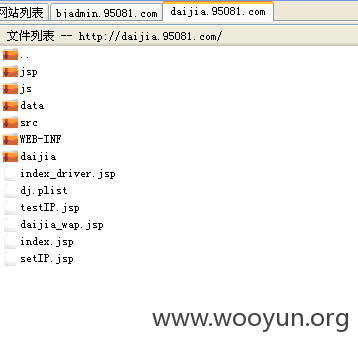 网站列表 bjadmin.95081.com daijia.95081.com
文件列表 -- http://daijia.95081.com/
..
jsp
js
data
src
WEB-INF
daijia
index_driver.jsp
dj.plist
testIP.jsp
daijia_wap.jsp
index.jsp
setIP.jsp
www.wooyun.org